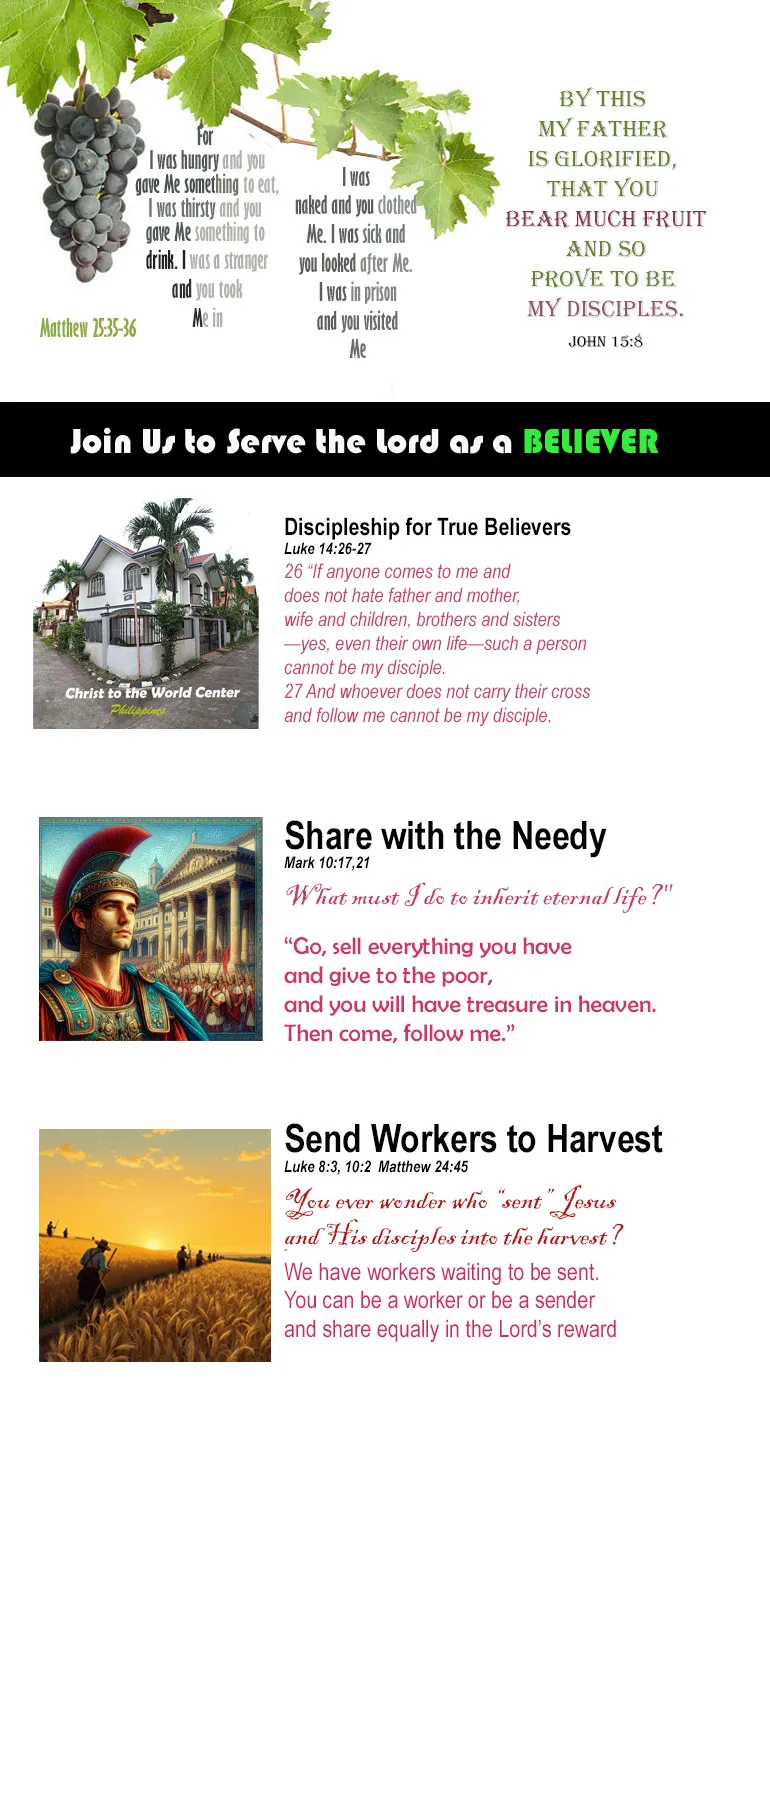 For
I was hungry and you
gave Me something to eat,
I was thirsty and you
gave Me something to
drink. I was a stranger
and you took
Me in
I was
naked and you clothed
Me. I was sick and
you looked after Me.
I was in prison
and you visited
Me
Matthew 25:35-36
BY THIS
MY FATHER
IS GLORIFIED,
THAT YOU
BEAR MUCH FRUIT
AND SO
PROVE TO BE
MY DISCIPLES.
JOHN 15:8
Join Us to Serve the Lord as a BELIEVER
Christ to the World Center
Philippines
Discipleship for True Believers
Luke 14:26-27
26 “If anyone comes to me and
does not hate father and mother,
wife and children, brothers and sisters
—yes, even their own life—such a person
cannot be my disciple.
27 And whoever does not carry their cross
and follow me cannot be my disciple.
Share with the Needy
Mark 10:17,21
What must I do to inherit eternal life?"
“Go, sell everything you have
and give to the poor,
and you will have treasure in heaven.
Then come, follow me.”
Send Workers to Harvest
Luke 8:3, 10:2 Matthew 24:45
You ever wonder who “sent” Jesus
and His disciples into the harvest?
We have workers waiting to be sent.
You can be a worker or be a sender
and share equally in the Lord’s reward